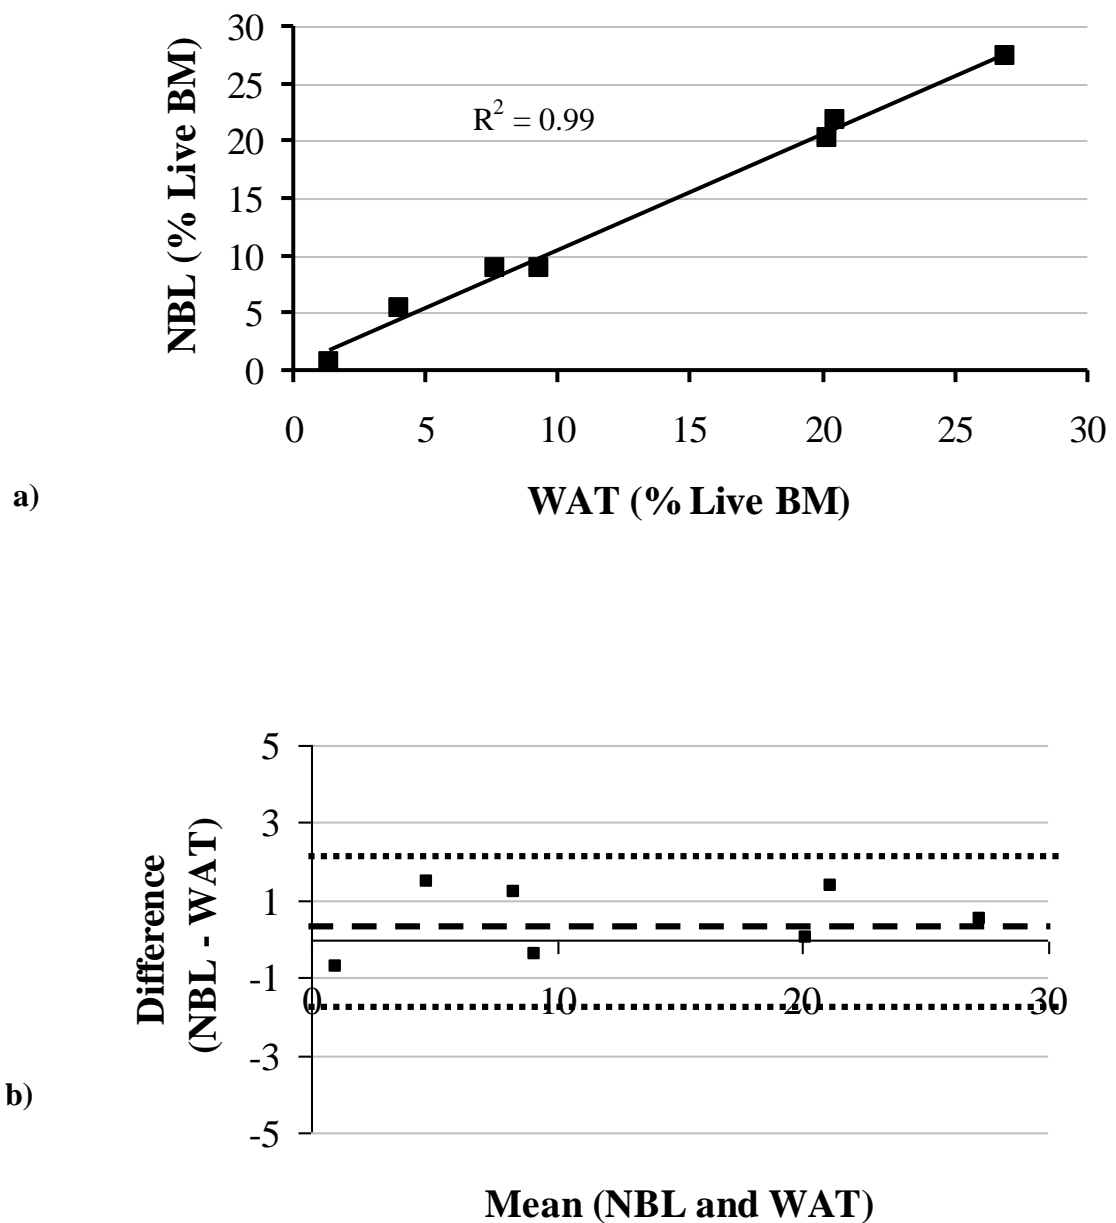 30
25
20
15
10
5
0
NBL (% Live BM)
R² = 0.99
0 5 10 15 20 25 30
WAT (% Live BM)
a)
5
3
1
-1
-3
-5
Difference
(NBL - WAT)
0 10 20 30
b)
Mean (NBL and WAT)